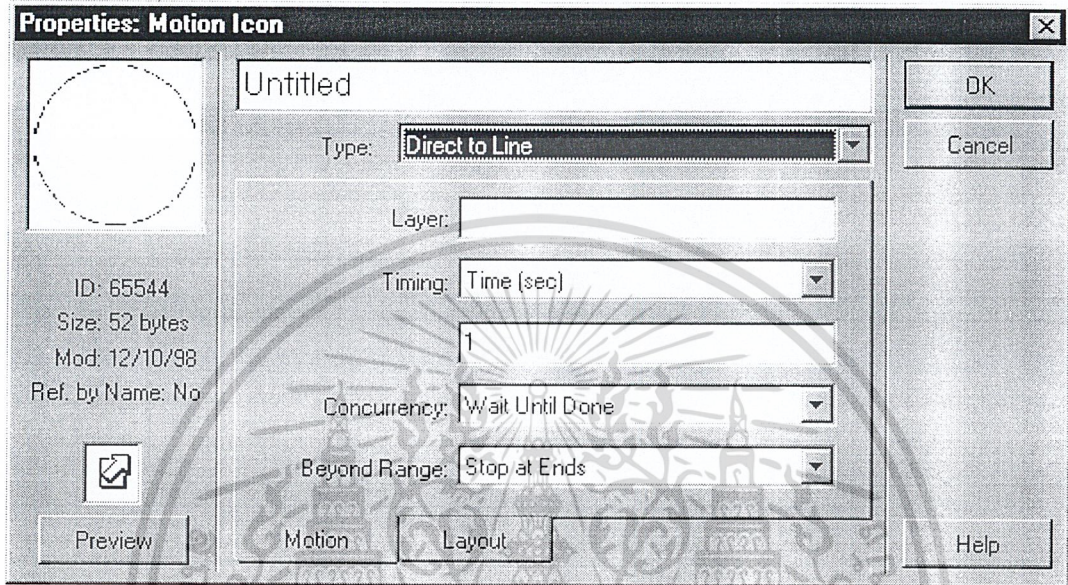 Properties: Motion Icon
Untitled
OK
Type: Direct to Line
Cancel
Layer:
Timing: Time (sec)
1
Concurrency: Wait Until Done
Beyond Range: Stop at Ends
ID: 65544
Size: 52 bytes
Mod: 12/10/98
Ref. by Name: No
Preview
Motion
Layout
Help